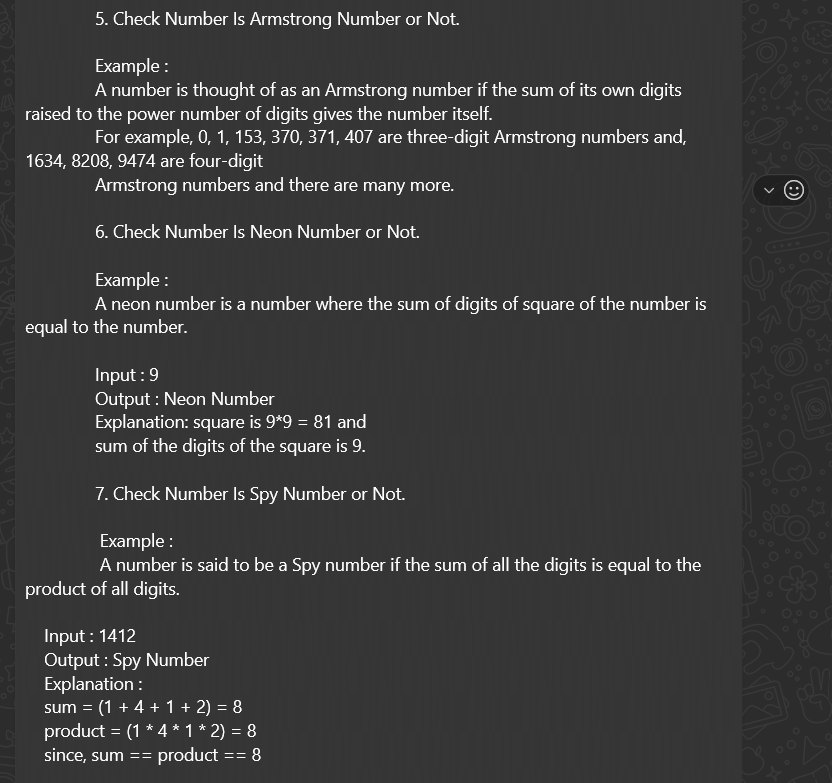 5. Check Number Is Armstrong Number or Not.
Example :
A number is thought of as an Armstrong number if the sum of its own digits
raised to the power number of digits gives the number itself.
For example, 0, 1, 153, 370, 371, 407 are three-digit Armstrong numbers and,
1634, 8208, 9474 are four-digit
Armstrong numbers and there are many more.
6. Check Number Is Neon Number or Not.
Example :
A neon number is a number where the sum of digits of square of the number is
equal to the number.
Input : 9
Output : Neon Number
Explanation: square is 9*9 = 81 and
sum of the digits of the square is 9.
7. Check Number Is Spy Number or Not.
Example :
A number is said to be a Spy number if the sum of all the digits is equal to the
product of all digits.
Input : 1412
Output : Spy Number
Explanation :
sum = (1 + 4 + 1 + 2) = 8
product = (1 * 4 * 1 * 2) = 8
since, sum == product == 8